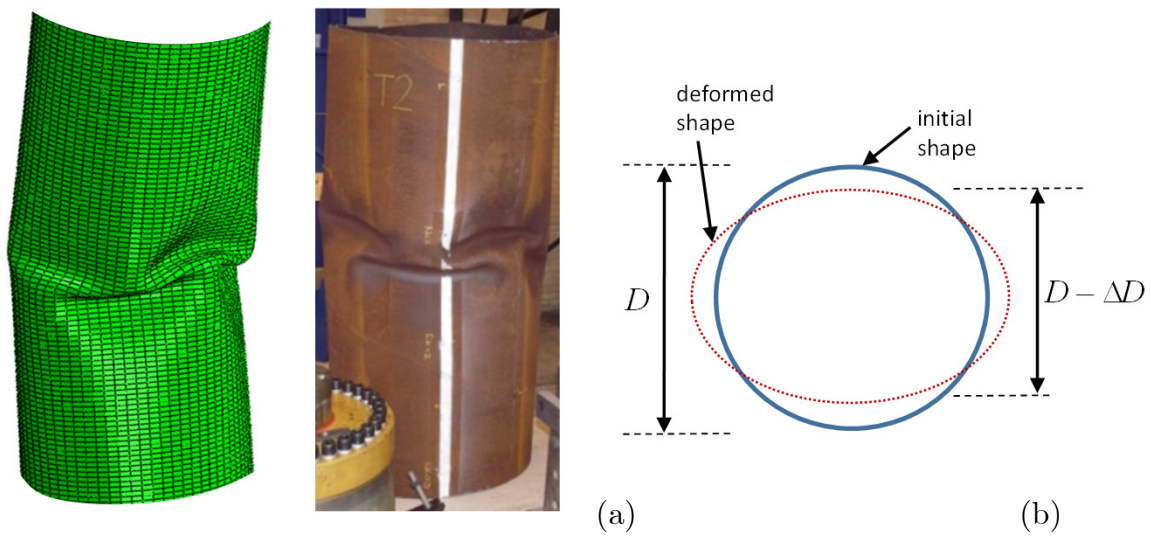 T2
deformed
shape
initial
shape
D
D − ΔD
(a)
(b)